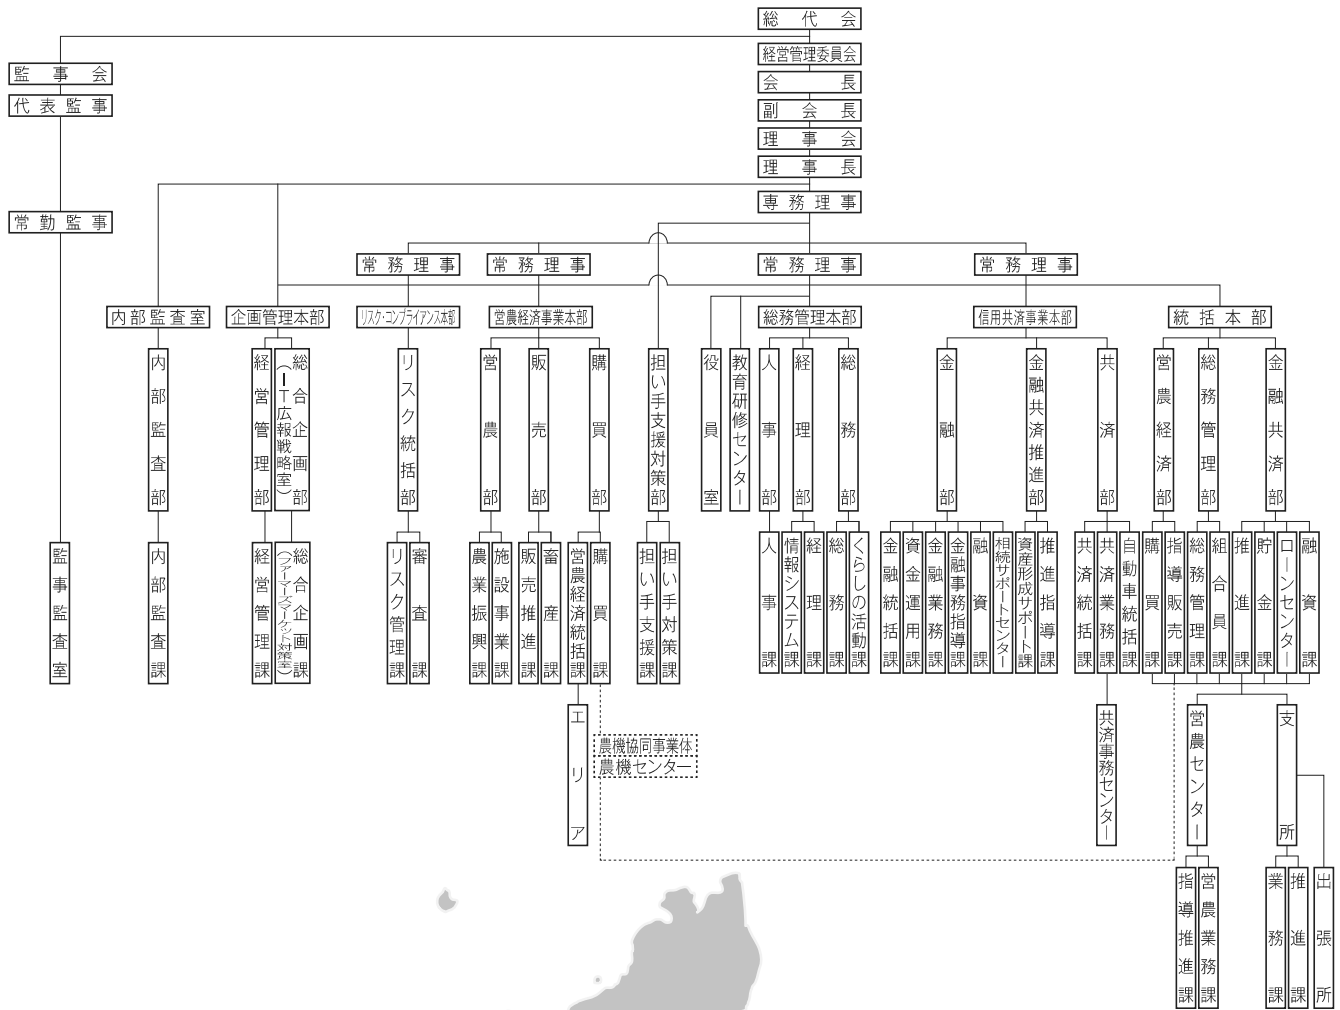 総代会
経営管理委員会
監事会
会長
代表監事
副会長
理事会
理事長
専務理事
常勤監事
常務理事
常務理事
常務理事
常務理事
内部監査室
企画管理本部
リスク・コンプライアンス本部
営農経済事業本部
総務管理本部
信用共済事業本部
統括本部
内部監査部
経営管理部
総合企画部
（IT広報戦略室）
リスク統括部
営農部
販売部
購買部
担い手支援対策部
役員室
教育研修センター
人事部
経理部
総務部
金融部
金融共済推進部
共済部
営農経済部
総務管理部
金融共済部
監事監査室
内部監査課
経営管理課
総合企画課
（ファーマーズマーケット対策室）
リスク管理課
審査課
農業振興課
施設事業課
販売推進課
畜産課
営農経済統括課
購買課
担い手支援課
担い手対策課
人事課
情報システム課
経理課
総務課
くらしの活動課
金融統括課
資金運用課
金融業務課
金融事務指導課
融資課
相続サポートセンター
資産形成サポート課
推進指導課
共済統括課
共済業務課
自動車統括課
購買課
指導販売課
総務管理課
組合員課
推進課
貯金課
ローンセンター
融資課
エリア
農機協同事業体
農機センター
共済事務センター
営農センター
支所
指導推進課
営農業務課
業務課
推進課
出張所